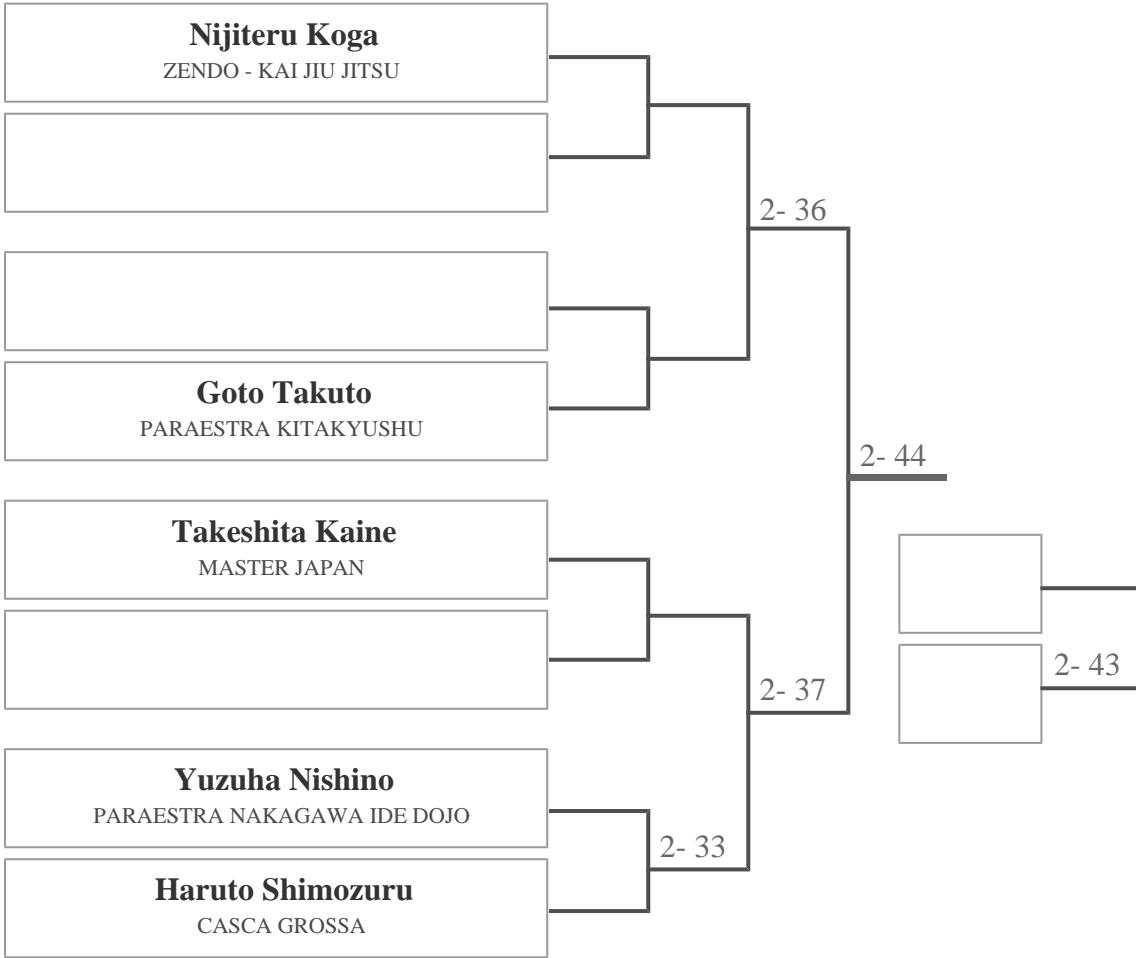 Nijiteru Koga
ZENDO - KAI JIU JITSU
2- 36
Goto Takuto
PARAESTRA KITAKYUSHU
2- 44
Takeshita Kaine
MASTER JAPAN
2- 43
2- 37
Yuzuha Nishino
PARAESTRA NAKAGAWA IDE DOJO
2- 33
Haruto Shimozuru
CASCA GROSSA